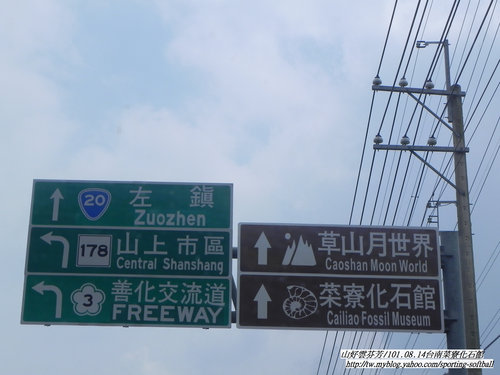 20
左鎮
Zuozhen
178
山上市區
Central Shanshang
3
善化交流道
FREEWAY
草山月世界
Caoshan Moon World
菜寮化石館
Cailiao Fossil Museum
山好雲芬芳/101.08.14台南菜寮化石館
http://tw.myblog.yahoo.com/sporting-softball